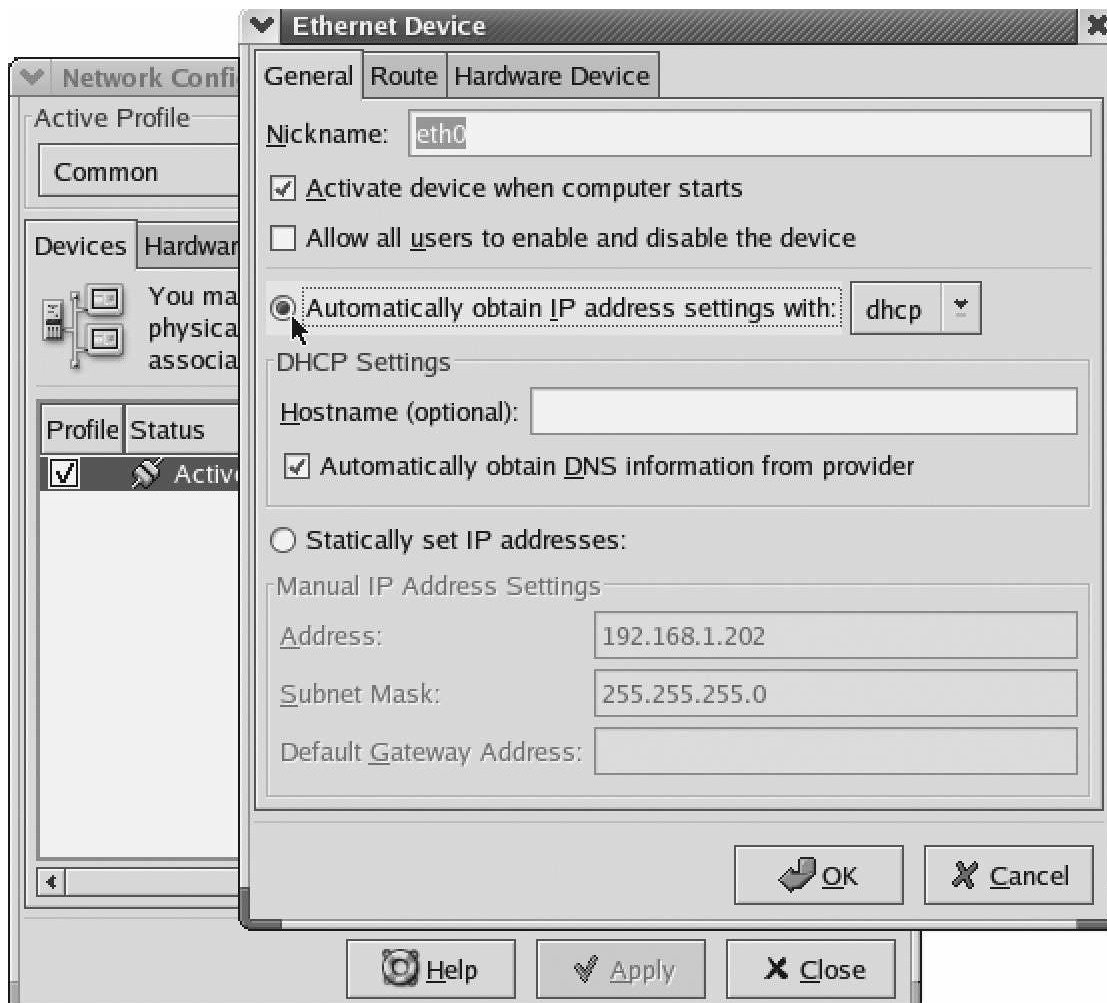 Ethernet Device
General Route Hardware Device
Nickname: eth0
Activate device when computer starts
Allow all users to enable and disable the device
Automatically obtain IP address settings with: dhcp
DHCP Settings
Hostname (optional):
Automatically obtain DNS information from provider
Statically set IP addresses:
Manual IP Address Settings
Address: 192.168.1.202
Subnet Mask: 255.255.255.0
Default Gateway Address:
OK Cancel
Network Confi
Active Profile
Common
Devices Hardwar
You ma
physica
associa
Profile Status
Active
Help Apply Close